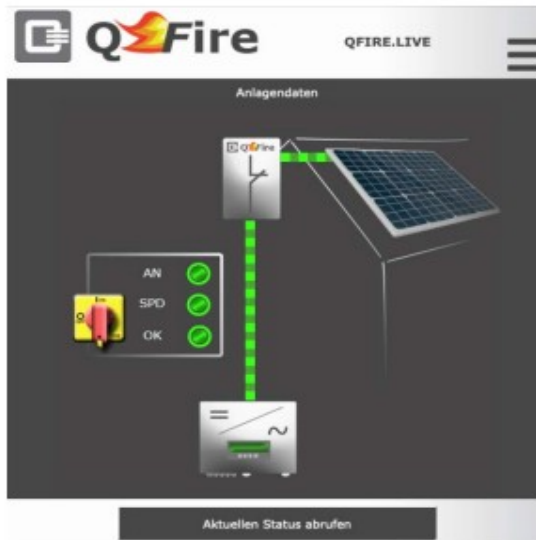 QFire
QFIRE.LIVE
Anlagendaten
QFire
AN
SPD
OK
Aktuellen Status abrufen